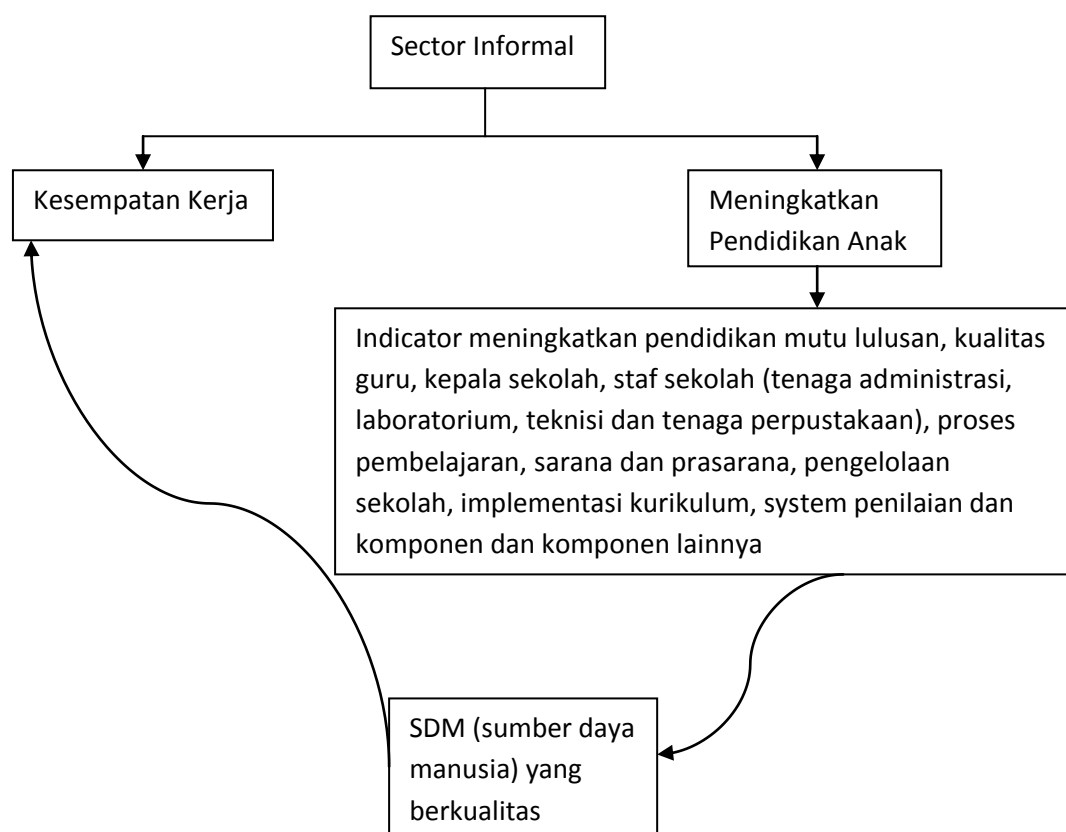 Sector Informal
Kesempatan Kerja
Meningkatkan
Pendidikan Anak
Indicator meningkatkan pendidikan mutu lulusan, kualitas
guru, kepala sekolah, staf sekolah (tenaga administrasi,
laboratorium, teknisi dan tenaga perpustakaan), proses
pembelajaran, sarana dan prasarana, pengelolaan
sekolah, implementasi kurikulum, system penilaian dan
komponen dan komponen lainnya
SDM (sumber daya
manusia) yang
berkualitas